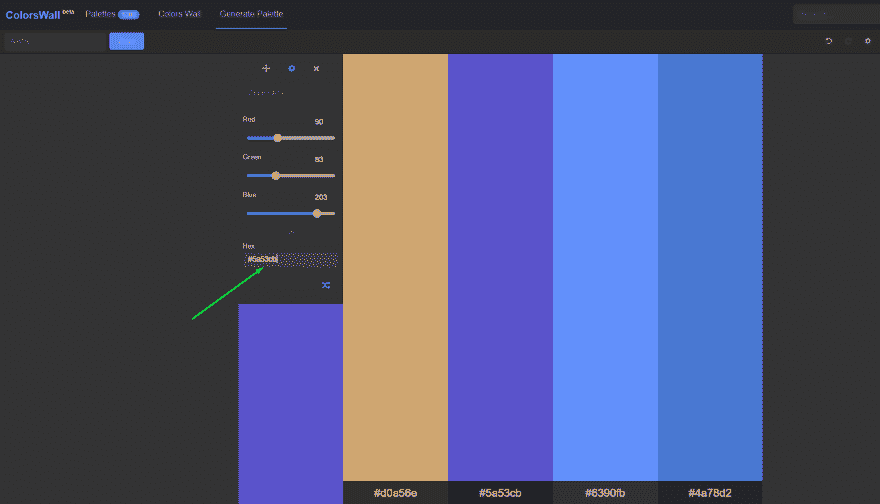 ColorsWall beta Palettes Colors Wall Generate Palette
Red 90
Green 83
Blue 203
Hex
#5a53cb
#d0a56e #5a53cb #6390fb #4a78d2